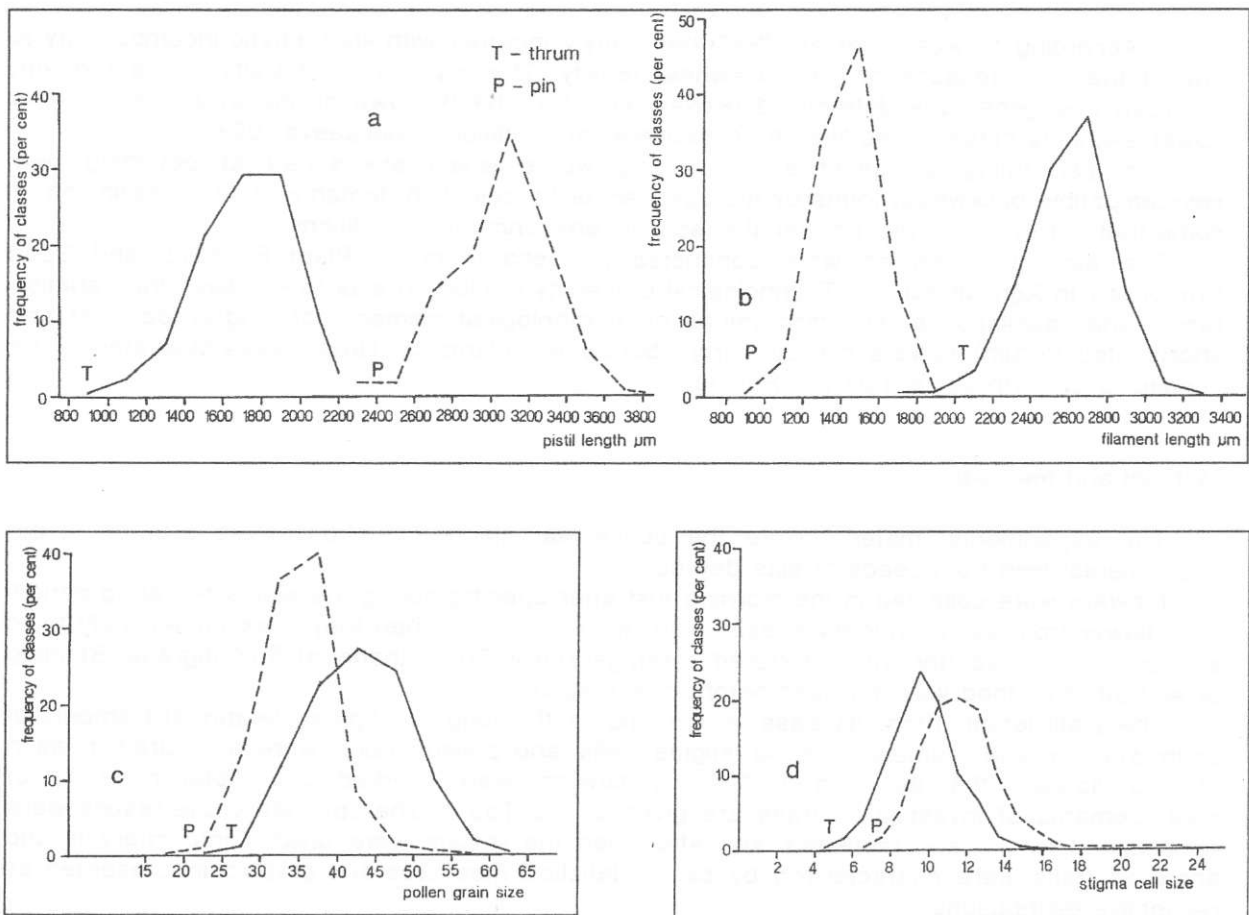 T – thrum
P – pin
a
frequency of classes (per cent)
40
30
20
10
0
T
P
800 1000 1200 1400 1600 1800 2000 2200 2400 2600 2800 3000 3200 3400 3600 3800
pistil length µm
b
frequency of classes (per cent)
50
40
30
20
10
0
P
T
800 1000 1200 1400 1600 1800 2000 2200 2400 2600 2800 3000 3200 3400
filament length µm
c
frequency of classes (per cent)
40
30
20
10
0
P
T
15 20 25 30 35 40 45 50 55 60 65
pollen grain size
d
frequency of classes (per cent)
40
30
20
10
0
T
P
2 4 6 8 10 12 14 16 18 20 22 24
stigma cell size